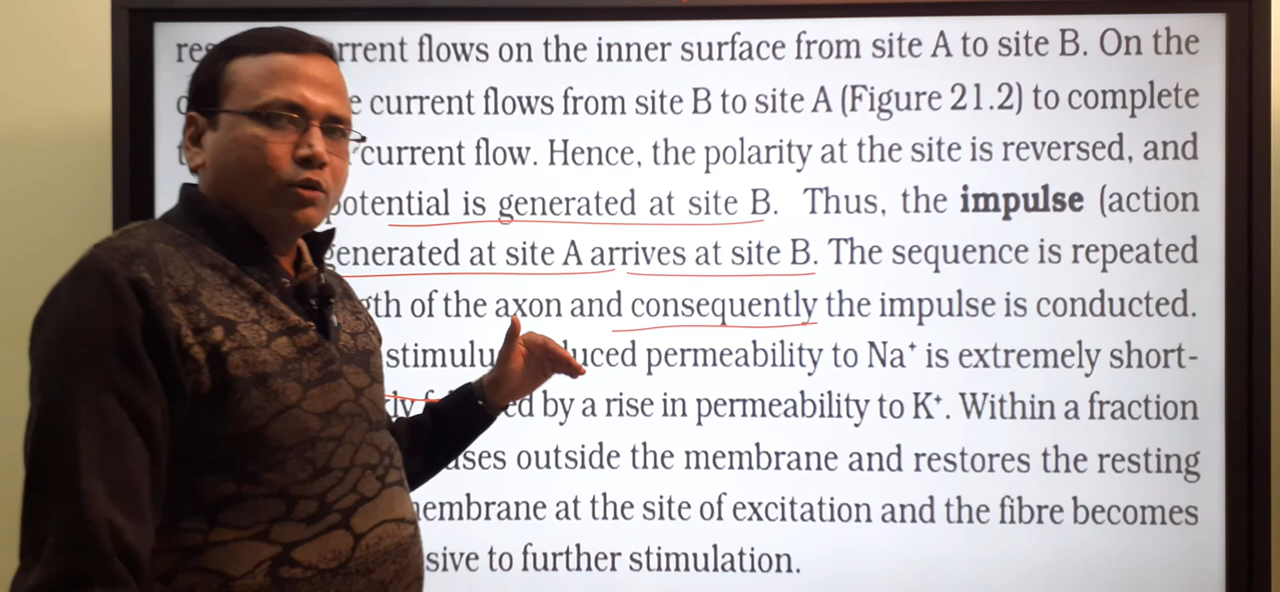 rrent flows on the inner surface from site A to site B. On the
e current flows from site B to site A (Figure 21.2) to complete
current flow. Hence, the polarity at the site is reversed, and
potential is generated at site B. Thus, the impulse (action
generated at site A arrives at site B. The sequence is repeated
gth of the axon and consequently the impulse is conducted.
stimulu uced permeability to Na⁺ is extremely short-
ed by a rise in permeability to K⁺. Within a fraction
uses outside the membrane and restores the resting
membrane at the site of excitation and the fibre becomes
sive to further stimulation.